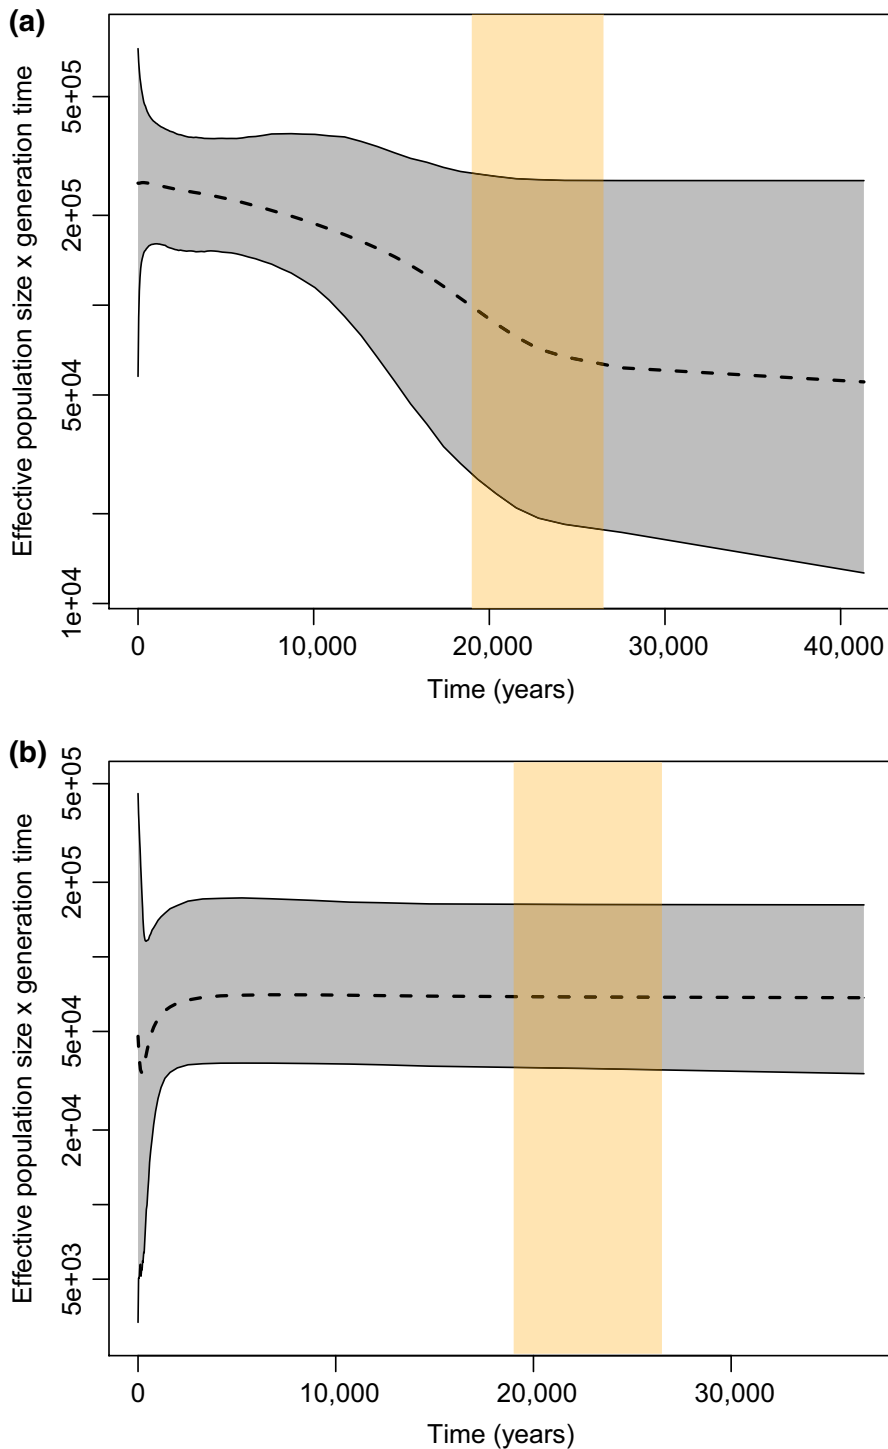 (a)
Effective population size x generation time
5e+05
2e+05
5e+04
1e+04
0 10,000 20,000 30,000 40,000
Time (years)
(b)
Effective population size x generation time
5e+05
2e+05
5e+04
2e+04
5e+03
0 10,000 20,000 30,000
Time (years)